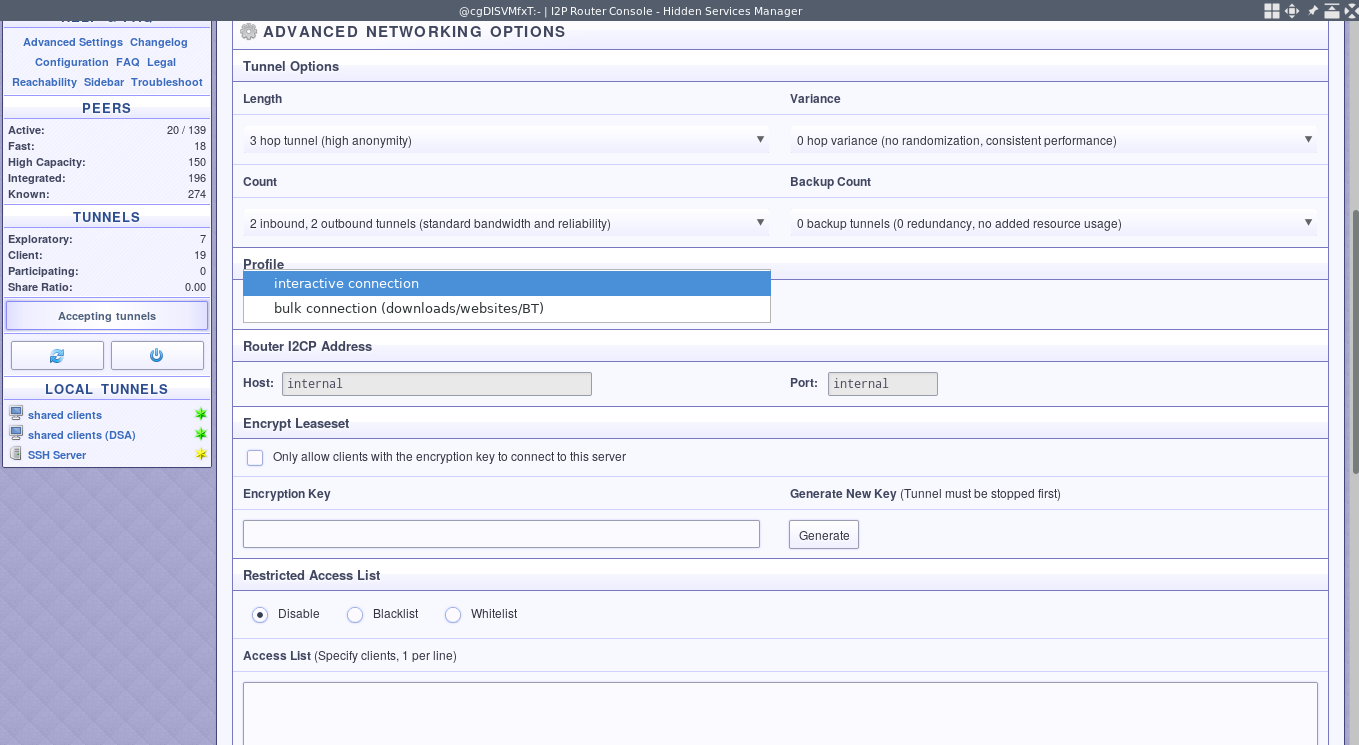 @cgDISVMfxT:- | I2P Router Console - Hidden Services Manager
Advanced Settings Changelog
Configuration FAQ Legal
Reachability Sidebar Troubleshoot
PEERS
Active: 20 / 139
Fast: 18
High Capacity: 150
Integrated: 196
Known: 274
TUNNELS
Exploratory: 7
Client: 19
Participating: 0
Share Ratio: 0.00
Accepting tunnels
LOCAL TUNNELS
shared clients
shared clients (DSA)
SSH Server
ADVANCED NETWORKING OPTIONS
Tunnel Options
Length Variance
3 hop tunnel (high anonymity) 0 hop variance (no randomization, consistent performance)
Count Backup Count
2 inbound, 2 outbound tunnels (standard bandwidth and reliability) 0 backup tunnels (0 redundancy, no added resource usage)
Profile
interactive connection
bulk connection (downloads/websites/BT)
Router I2CP Address
Host: internal Port: internal
Encrypt Leaseset
Only allow clients with the encryption key to connect to this server
Encryption Key Generate New Key (Tunnel must be stopped first)
Generate
Restricted Access List
Disable Blacklist Whitelist
Access List (Specify clients, 1 per line)